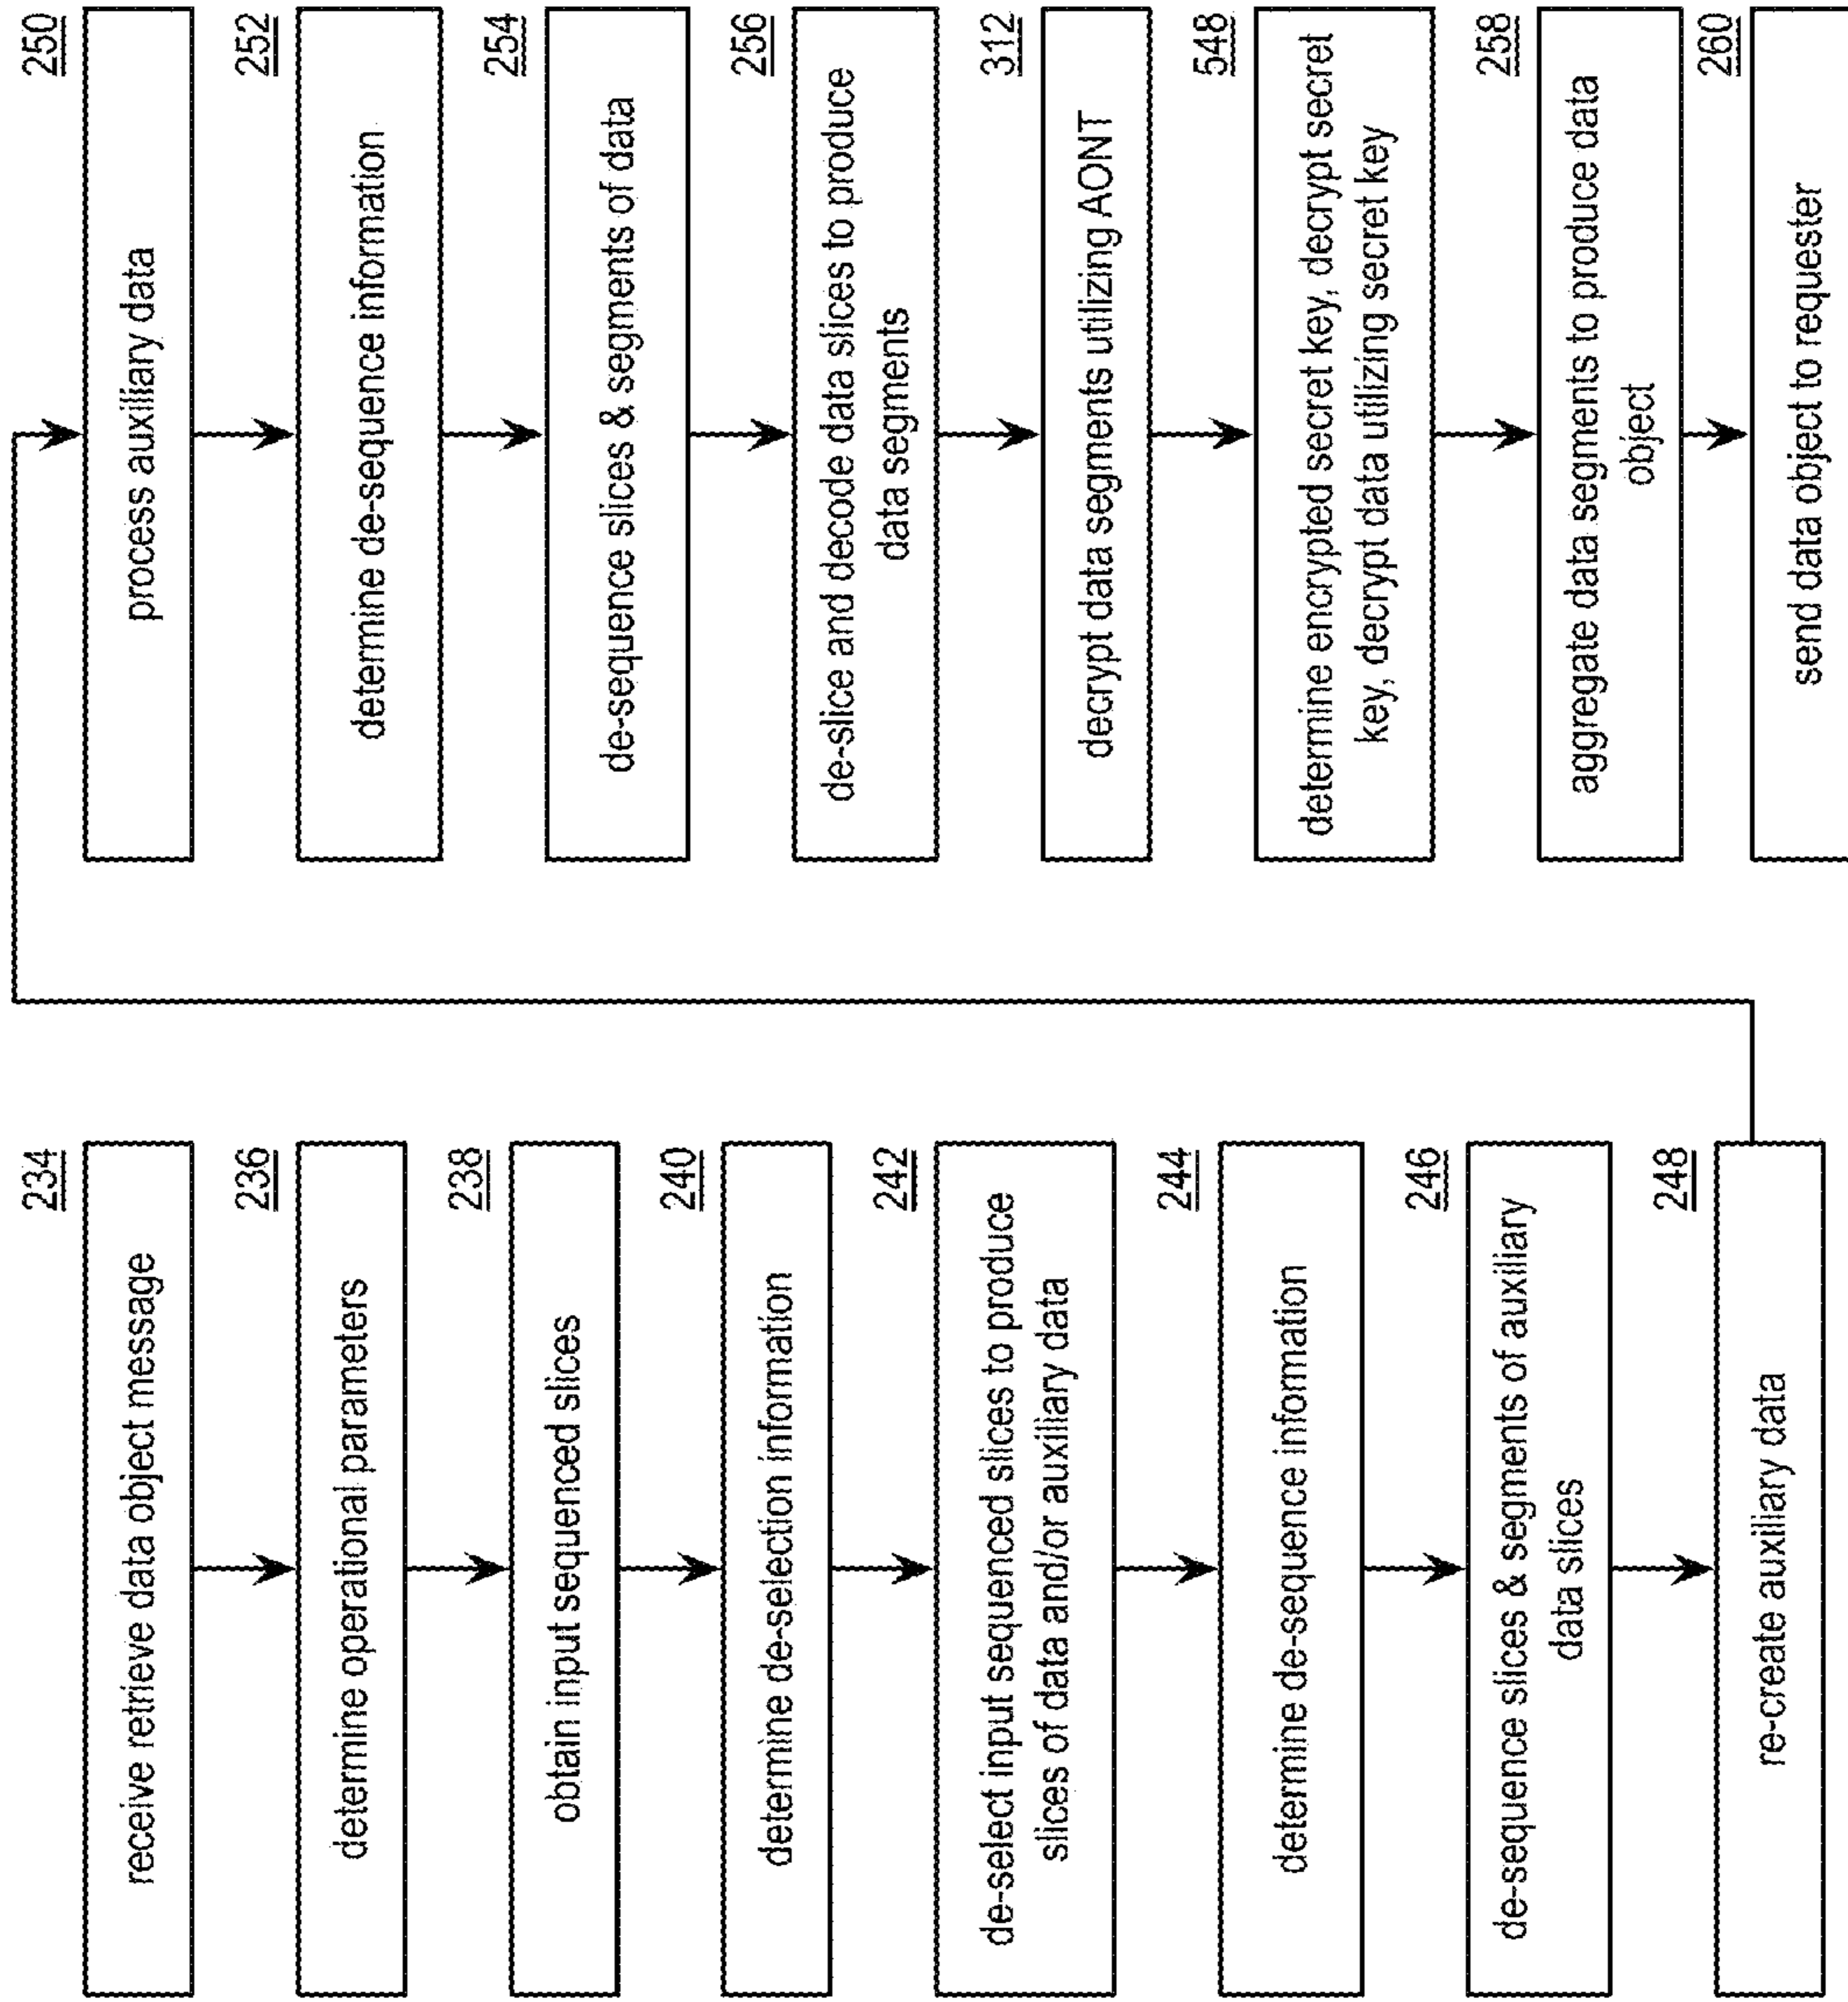 234
receive retrieve data object message
236
determine operational parameters
238
obtain input sequenced slices
240
determine de-selection information
242
de-select input sequenced slices to produce
slices of data and/or auxiliary data
244
determine de-sequence information
246
de-sequence slices & segments of auxiliary
data slices
248
re-create auxiliary data
250
process auxiliary data
252
determine de-sequence information
254
de-sequence slices & segments of data
256
de-slice and decode data slices to produce
data segments
312
decrypt data segments utilizing AONT
548
determine encrypted secret key, decrypt secret
key, decrypt data utilizing secret key
258
aggregate data segments to produce data
object
260
send data object to requester